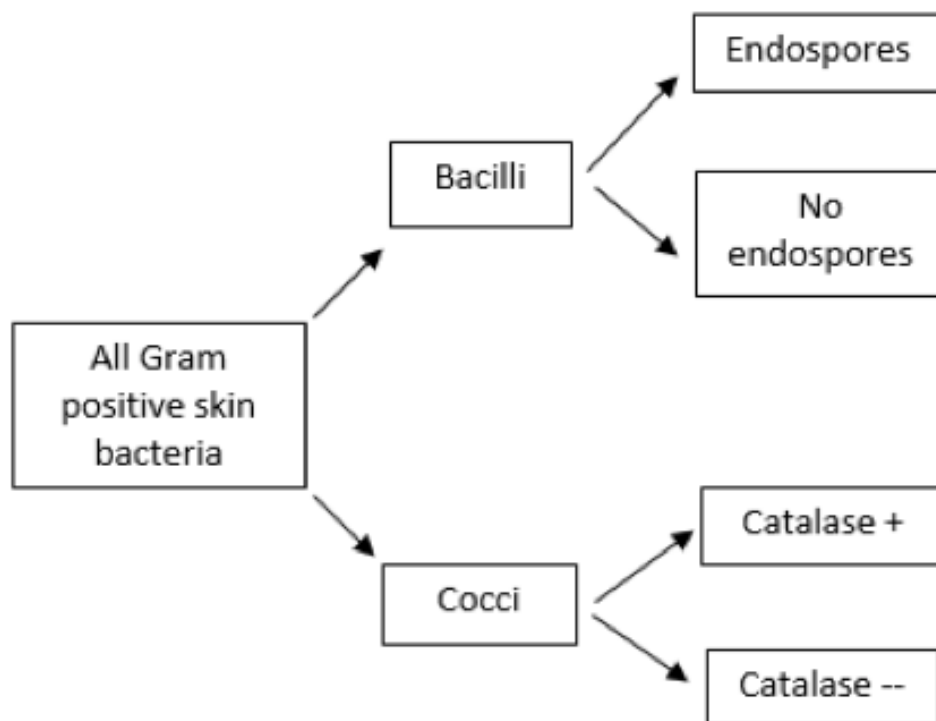 Endospores
Bacilli
No
endospores
All Gram
positive skin
bacteria
Catalase +
Cocci
Catalase --